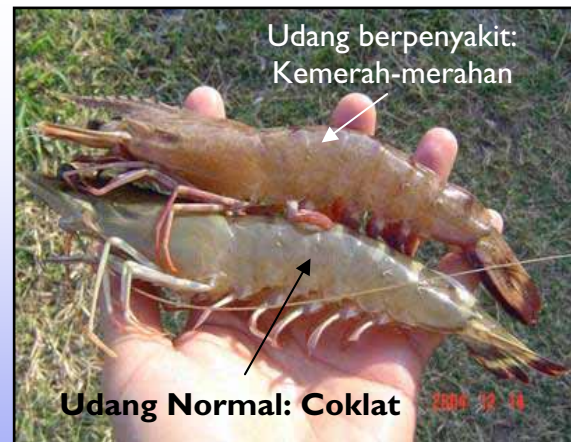 Udang berpenyakit:
Kemerah-merahan
Udang Normal: Coklat
2004 12 14